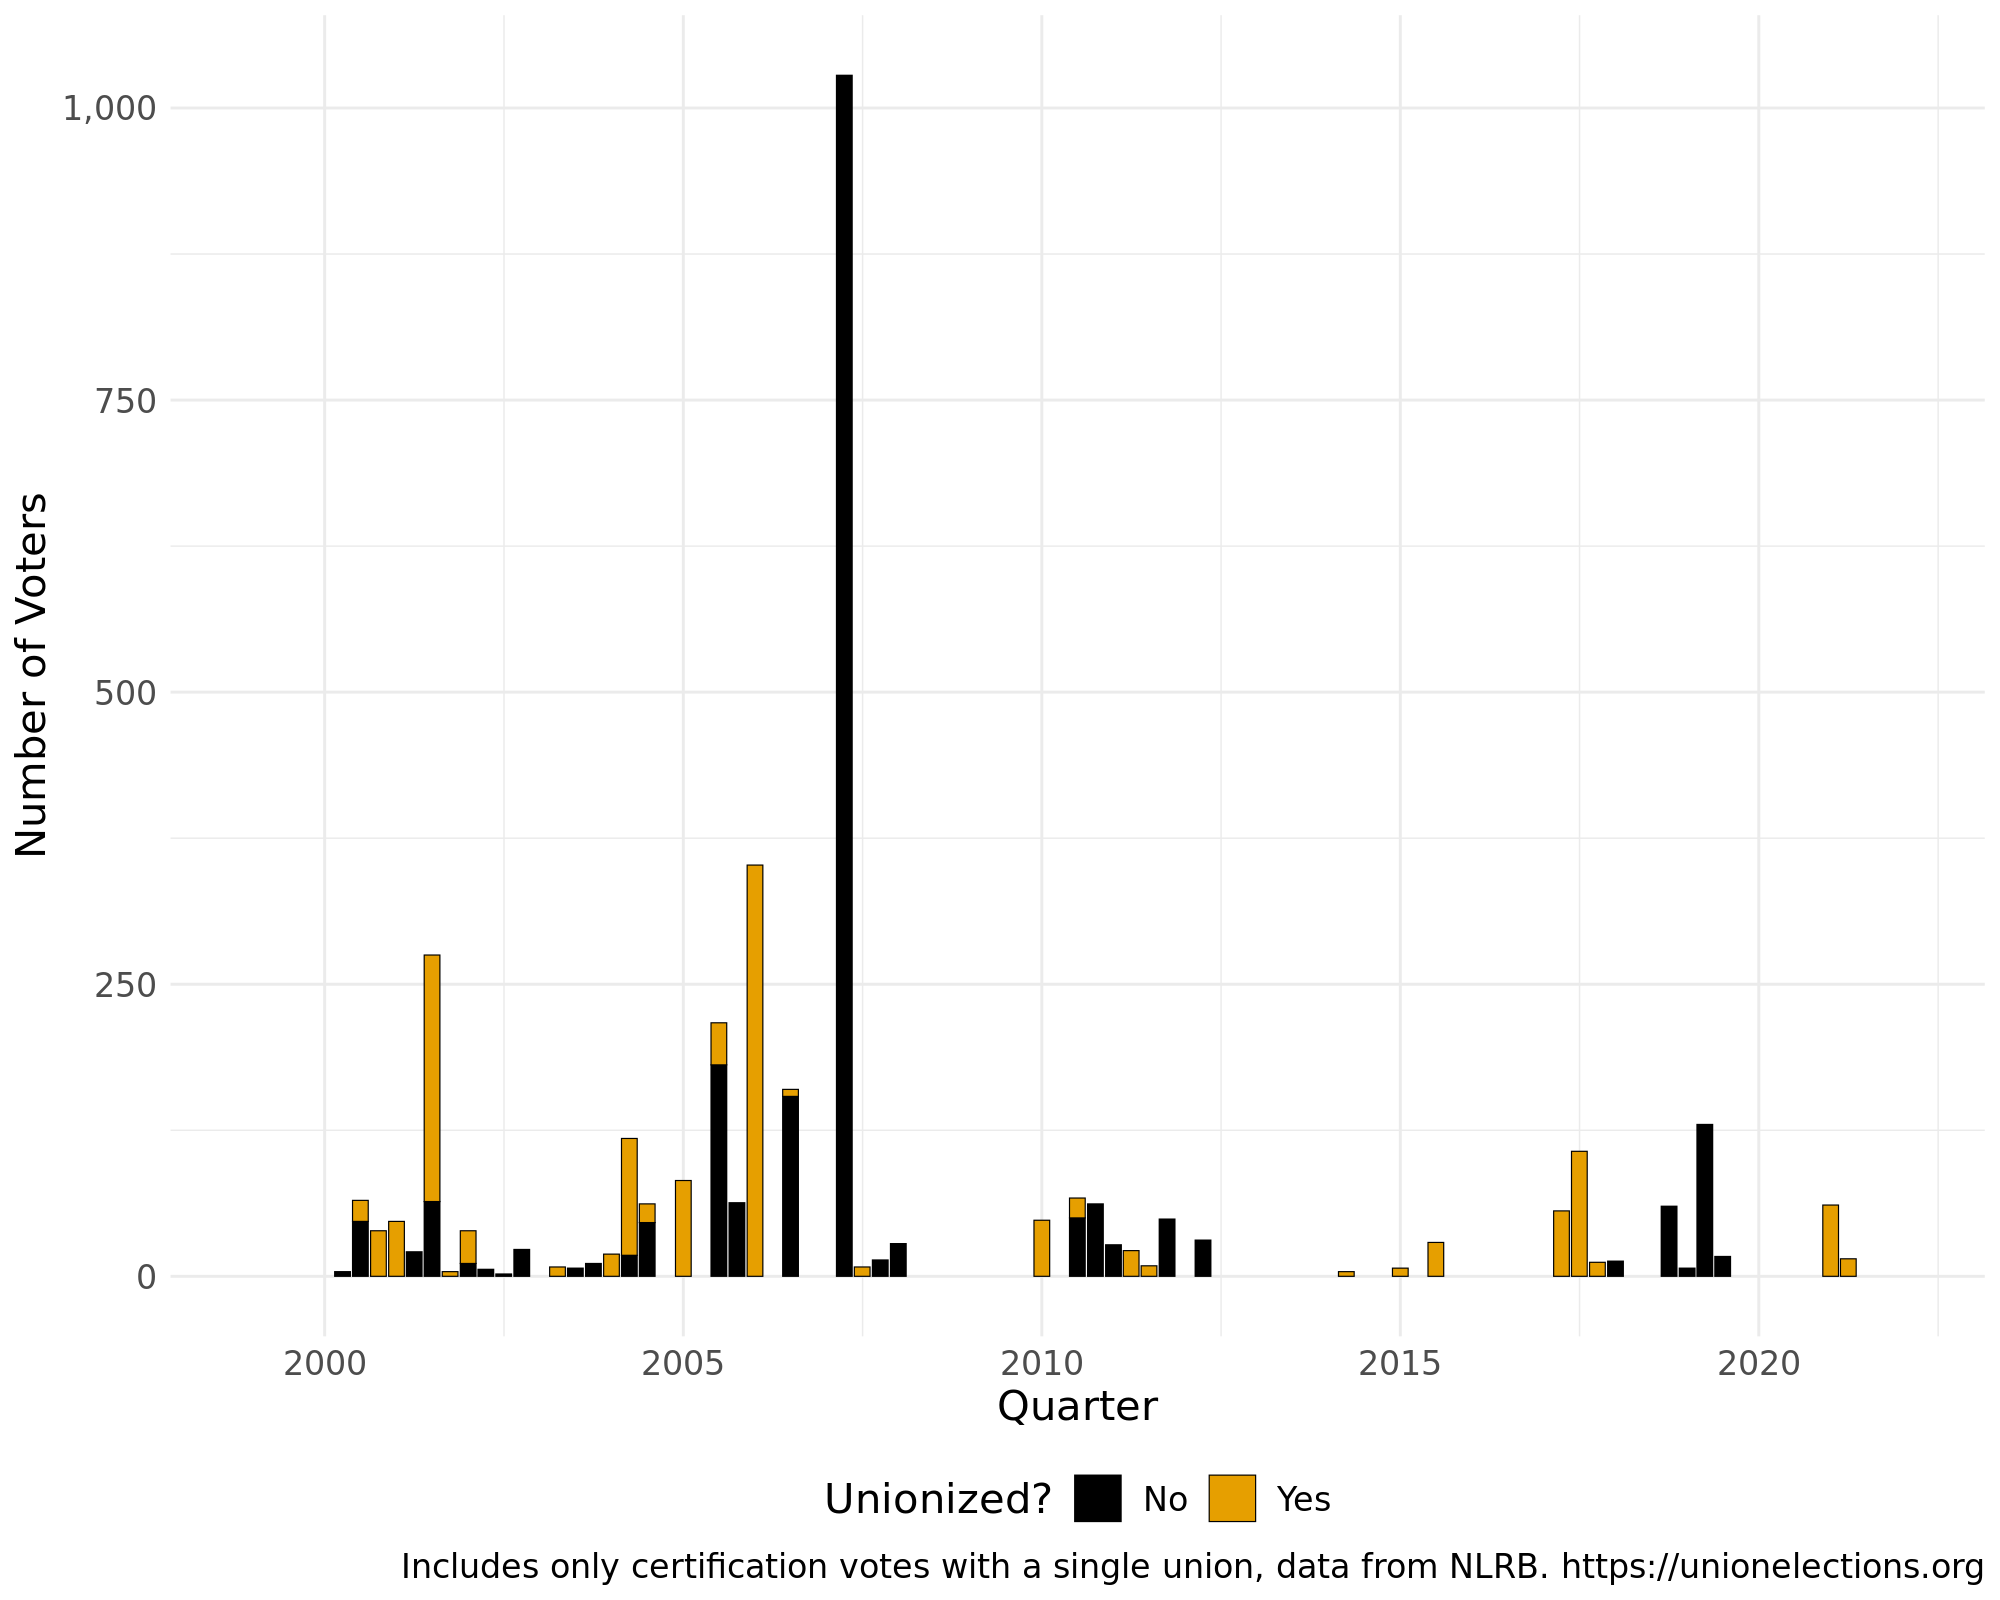 1,000
750
500
250
0
Number of Voters
2000 2005 2010 2015 2020
Quarter
Unionized? No Yes
Includes only certification votes with a single union, data from NLRB. https://unionelections.org